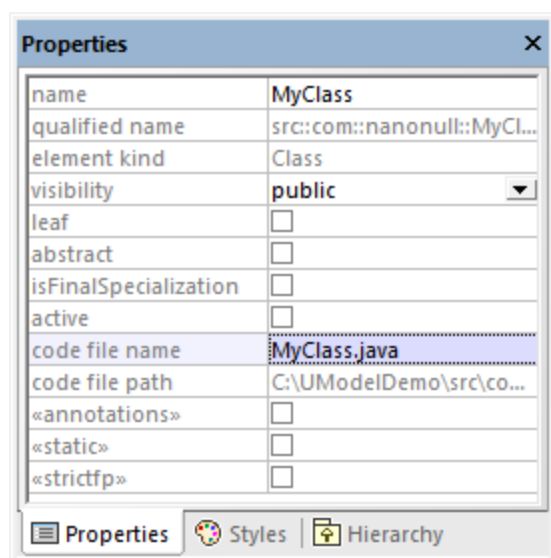 Properties
name MyClass
qualified name src::com::nanonull::MyCl...
element kind Class
visibility public
leaf
abstract
isFinalSpecialization
active
code file name MyClass.java
code file path C:\UModelDemo\src\co...
«annotations»
«static»
«strictfp»
Properties Styles Hierarchy